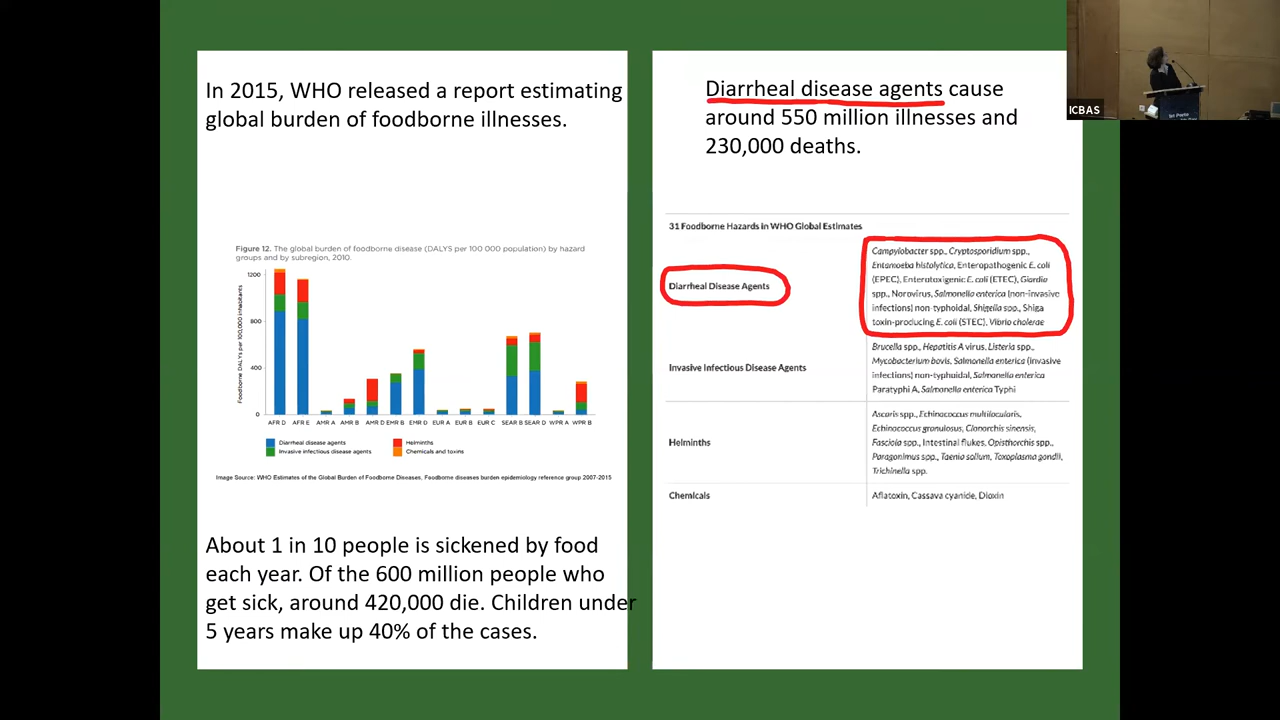 In 2015, WHO released a report estimating
global burden of foodborne illnesses.
Figure 12. The global burden of foodborne disease (DALYS per 100 000 population) by hazard
groups and by subregion, 2010.
Foodborne DALYs per 100,000 inhabitants
1200
800
400
0
AFR D AFR E AMR A AMR B AMR D EMR B EMR D EUR A EUR B EUR C SEAR B SEAR D WPR A WPR B
Diarrheal disease agents
Helminths
Invasive infectious disease agents
Chemicals and toxins
Image Source: WHO Estimates of the Global Burden of Foodborne Diseases, Foodborne diseases burden epidemiology reference group 2007-2015
About 1 in 10 people is sickened by food
each year. Of the 600 million people who
get sick, around 420,000 die. Children under
5 years make up 40% of the cases.
Diarrheal disease agents cause
around 550 million illnesses and
230,000 deaths.
31 Foodborne Hazards in WHO Global Estimates
Diarrheal Disease Agents
Campylobacter spp., Cryptosporidium spp.,
Entamoeba histolytica, Enteropathogenic E. coli
(EPEC), Enterotoxigenic E. coli (ETEC), Giardia
spp., Norovirus, Salmonella enterica (non-invasive
infections) non-typhoidal, Shigella spp., Shiga
toxin-producing E. coli (STEC), Vibrio cholerae
Invasive Infectious Disease Agents
Brucella spp., Hepatitis A virus, Listeria spp.,
Mycobacterium bovis, Salmonella enterica (invasive
infections) non-typhoidal, Salmonella enterica
Paratyphi A, Salmonella enterica Typhi
Helminths
Ascaris spp., Echinococcus multilocularis,
Echinococcus granulosus, Clonorchis sinensis,
Fasciola spp., Intestinal flukes, Opisthorchis spp.,
Paragonimus spp., Taenia solium, Toxoplasma gondii,
Trichinella spp.
Chemicals
Aflatoxin, Cassava cyanide, Dioxin
ICBAS